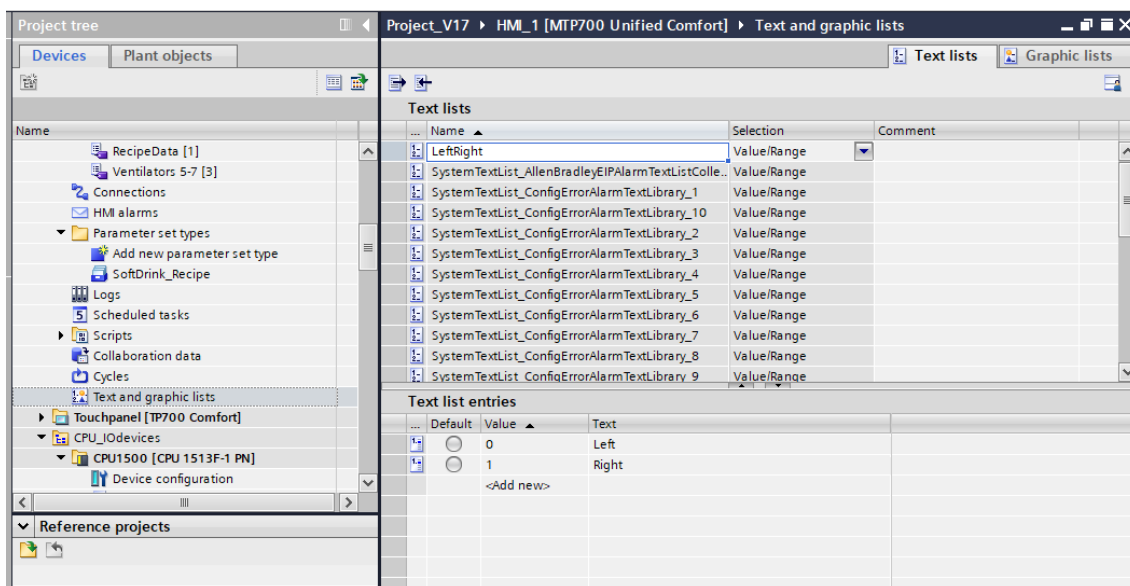 Project tree
Devices
Plant objects
Name
RecipeData [1]
Ventilators 5-7 [3]
Connections
HMI alarms
Parameter set types
Add new parameter set type
SoftDrink_Recipe
Logs
Scheduled tasks
Scripts
Collaboration data
Cycles
Text and graphic lists
Touchpanel [TP700 Comfort]
CPU_IOdevices
CPU1500 [CPU 1513F-1 PN]
Device configuration
Reference projects
Project_V17 HMI_1 [MTP700 Unified Comfort] Text and graphic lists
Text lists Graphic lists
Text lists
... Name Selection Comment
LeftRight Value/Range
SystemTextList_AllenBradleyEIPAlarmTextListColle.. Value/Range
SystemTextList_ConfigErrorAlarmTextLibrary_1 Value/Range
SystemTextList_ConfigErrorAlarmTextLibrary_10 Value/Range
SystemTextList_ConfigErrorAlarmTextLibrary_2 Value/Range
SystemTextList_ConfigErrorAlarmTextLibrary_3 Value/Range
SystemTextList_ConfigErrorAlarmTextLibrary_4 Value/Range
SystemTextList_ConfigErrorAlarmTextLibrary_5 Value/Range
SystemTextList_ConfigErrorAlarmTextLibrary_6 Value/Range
SystemTextList_ConfigErrorAlarmTextLibrary_7 Value/Range
SystemTextList_ConfigErrorAlarmTextLibrary_8 Value/Range
SystemTextList_ConfigErrorAlarmTextLibrary_9 Value/Range
Text list entries
... Default Value Text
0 Left
1 Right
<Add new>